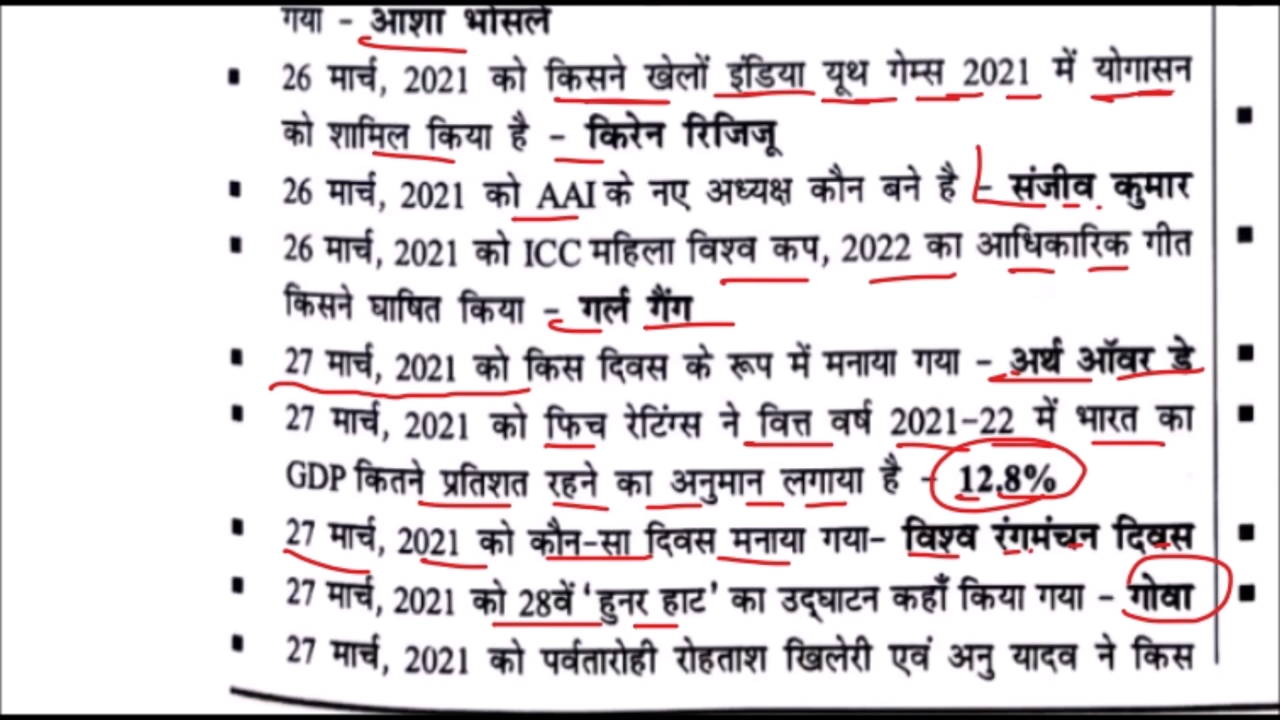 गया - आशा भोसले
26 मार्च, 2021 को किसने खेलों इंडिया यूथ गेम्स 2021 में योगासन
को शामिल किया है - किरेन रिजिजू
26 मार्च, 2021 को AAI के नए अध्यक्ष कौन बने है - संजीव कुमार
26 मार्च, 2021 को ICC महिला विश्व कप, 2022 का आधिकारिक गीत
किसने घाषित किया - गर्ल गैंग
27 मार्च, 2021 को किस दिवस के रूप में मनाया गया - अर्थ ऑवर डे
27 मार्च, 2021 को फिच रेटिंग्स ने वित्त वर्ष 2021-22 में भारत का
GDP कितने प्रतिशत रहने का अनुमान लगाया है - 12.8%
27 मार्च, 2021 को कौन-सा दिवस मनाया गया- विश्व रंगमंचन दिवस
27 मार्च, 2021 को 28वें 'हुनर हाट' का उद्घाटन कहाँ किया गया - गोवा
27 मार्च, 2021 को पर्वतारोही रोहताश खिलेरी एवं अनु यादव ने किस